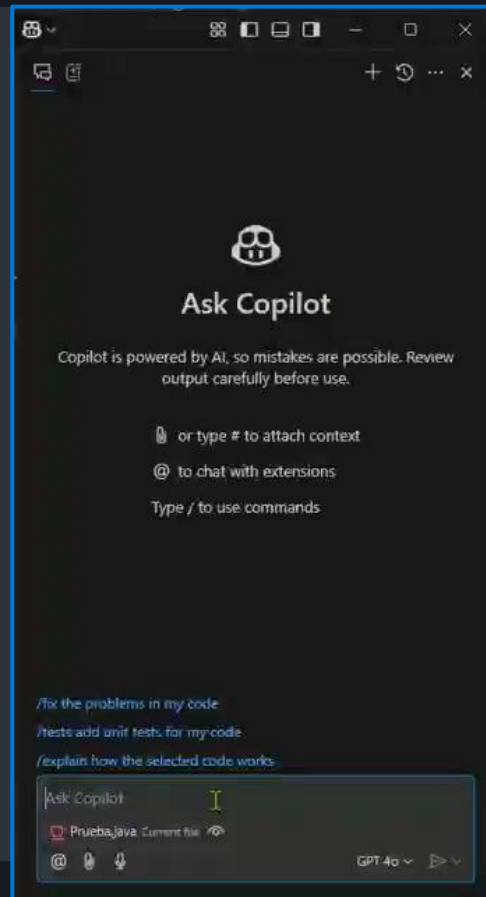 Ask Copilot
Copilot is powered by AI, so mistakes are possible. Review
output carefully before use.
or type # to attach context
@ to chat with extensions
Type / to use commands
/fix the problems in my code
/tests add unit tests for my code
/explain how the selected code works
Ask Copilot
Prueba.java Current file
@ GPT 4o